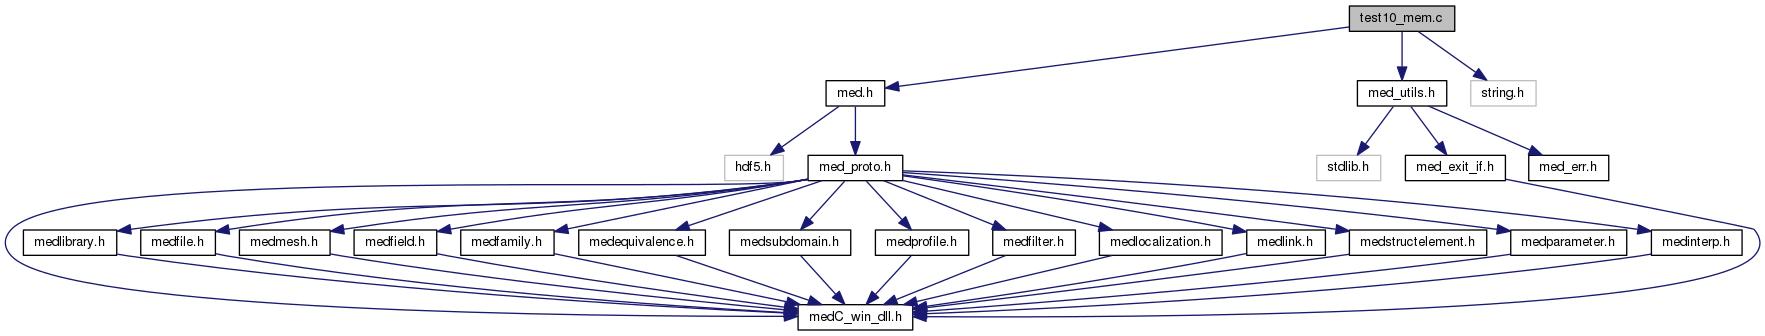 test10_mem.c
med.h
med_utils.h
string.h
hdf5.h
med_proto.h
stdlib.h
med_exit_if.h
med_err.h
medlibrary.h
medfile.h
medmesh.h
medfield.h
medfamily.h
medequivalence.h
medsubdomain.h
medprofile.h
medfilter.h
medlocalization.h
medlink.h
medstructelement.h
medparameter.h
medinterp.h
medC_win_dll.h